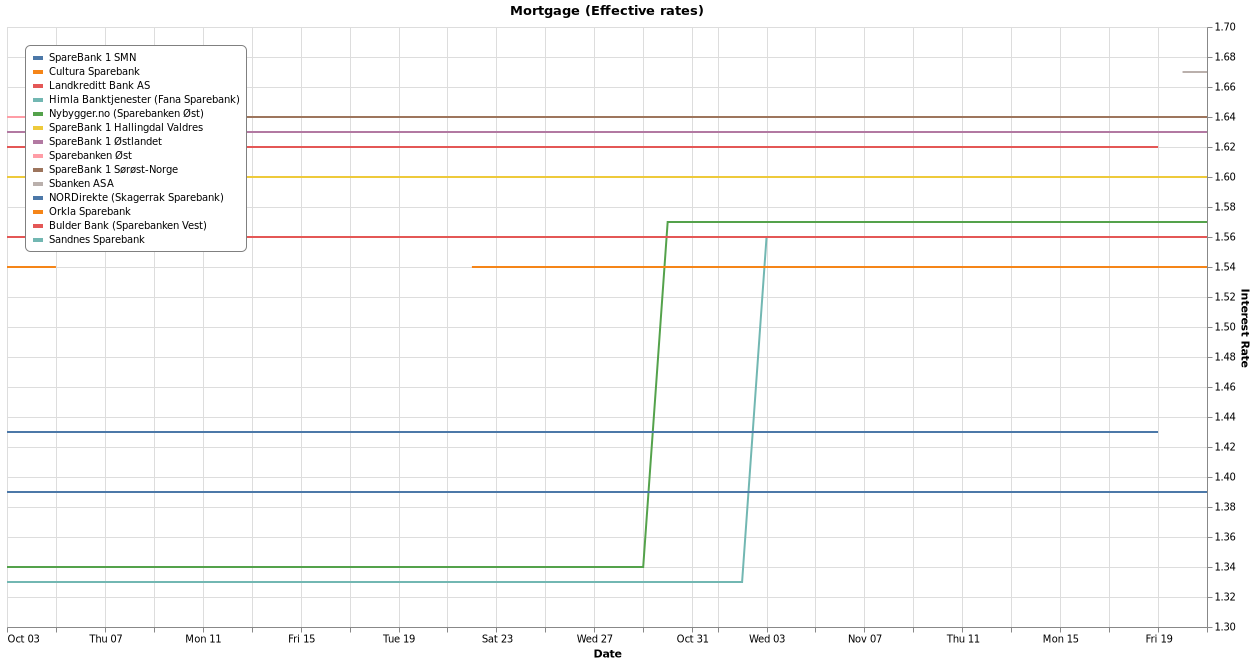 Mortgage (Effective rates)
SpareBank 1 SMN
Cultura Sparebank
Landkreditt Bank AS
Himla Banktjenester (Fana Sparebank)
Nybygger.no (Sparebanken Øst)
SpareBank 1 Hallingdal Valdres
SpareBank 1 Østlandet
Sparebanken Øst
SpareBank 1 Sørøst-Norge
Sbanken ASA
NORDirekte (Skagerrak Sparebank)
Orkla Sparebank
Bulder Bank (Sparebanken Vest)
Sandnes Sparebank
1.70
1.68
1.66
1.64
1.62
1.60
1.58
1.56
1.54
1.52
1.50
1.48
1.46
1.44
1.42
1.40
1.38
1.36
1.34
1.32
1.30
Interest Rate
Oct 03 Thu 07 Mon 11 Fri 15 Tue 19 Sat 23 Wed 27 Oct 31 Wed 03 Nov 07 Thu 11 Mon 15 Fri 19
Date